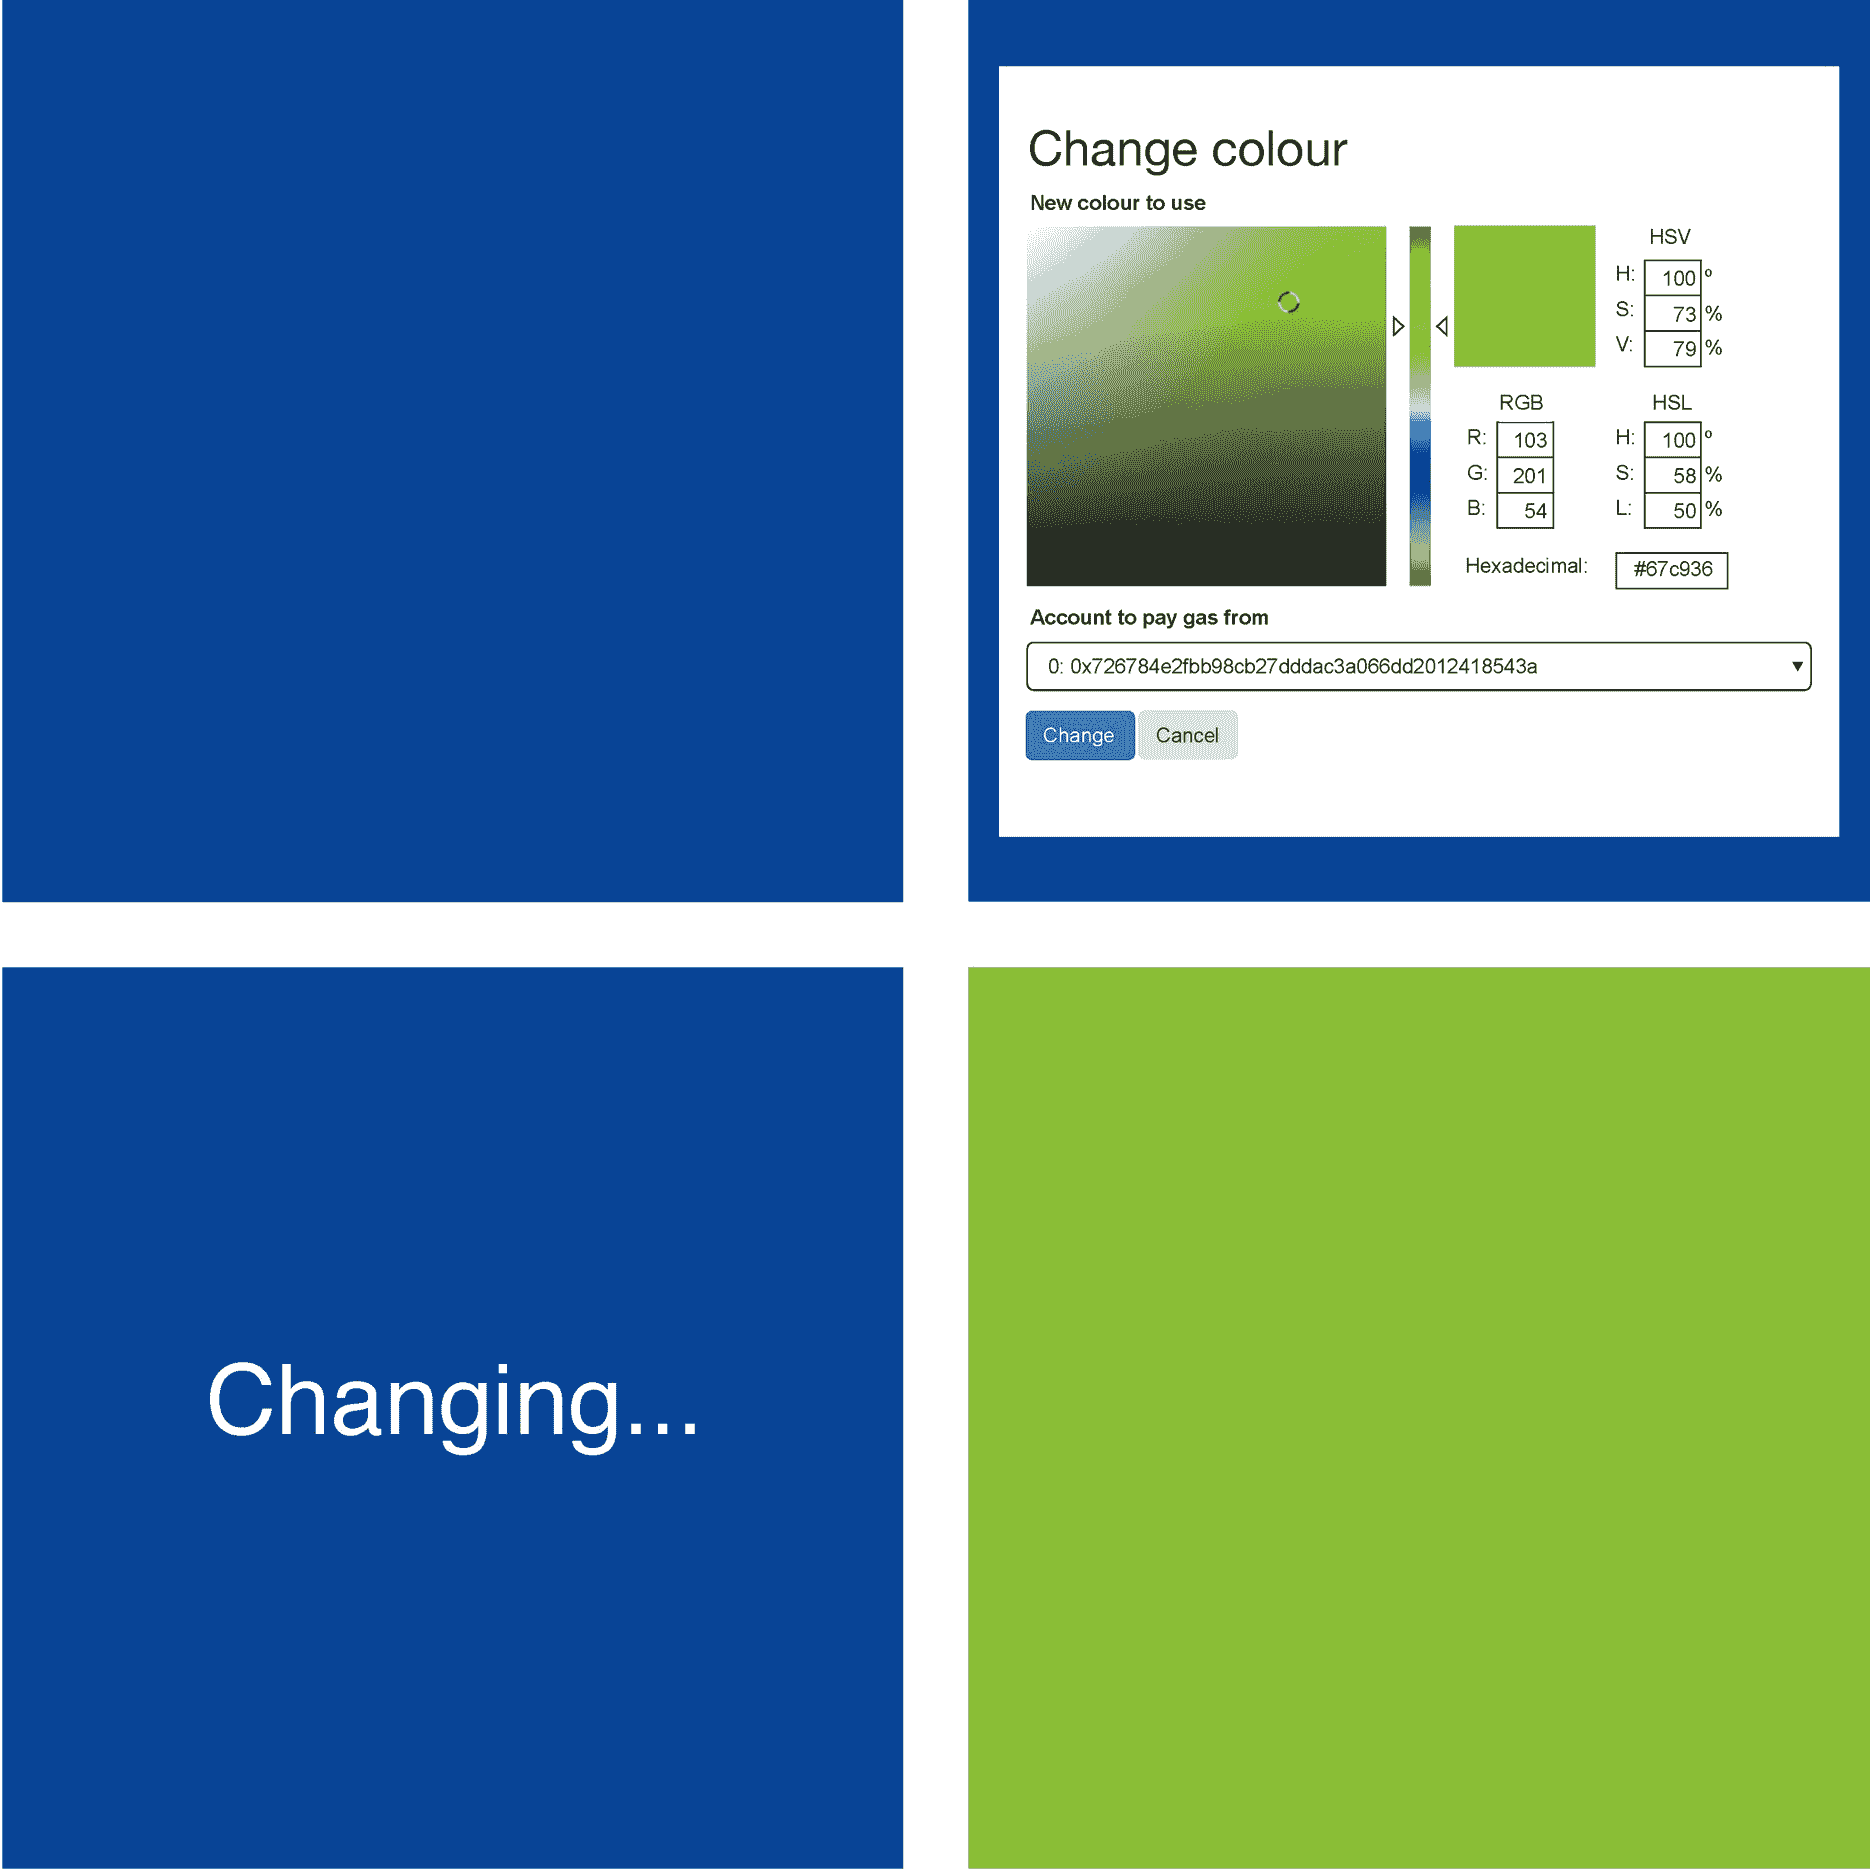 Change colour
New colour to use
HSV
H: 100 º
S: 73 %
V: 79 %
RGB HSL
R: 103 H: 100 º
G: 201 S: 58 %
B: 54 L: 50 %
Hexadecimal: #67c936
Account to pay gas from
0: 0x726784e2fbb98cb27dddac3a066dd2012418543a
Change Cancel
Changing...